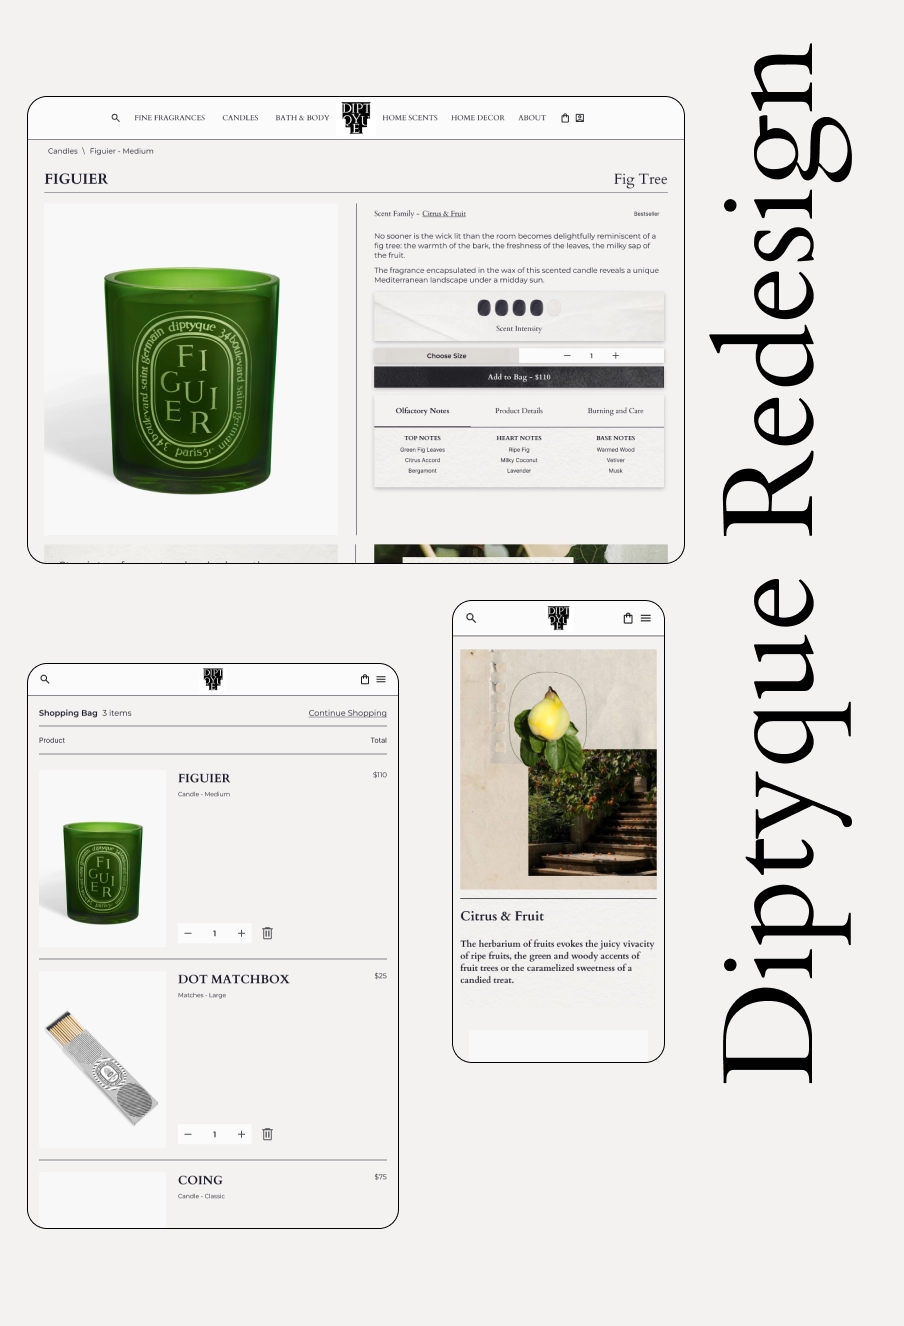 Diptyque Redesign
FINE FRAGRANCES CANDLES BATH & BODY DIPTYQUE HOME SCENTS HOME DECOR ABOUT
Candles \ Figuier - Medium
FIGUIER Fig Tree
diptyque 34 boulevard saint germain paris5e 34 boulevard saint germain
FI
GUI
ER
Scent Family - Citrus & Fruit Bestseller
No sooner is the wick lit than the room becomes delightfully reminiscent of a
fig tree: the warmth of the bark, the freshness of the leaves, the milky sap of
the fruit.
The fragrance encapsulated in the wax of this scented candle reveals a unique
Mediterranean landscape under a midday sun.
Scent Intensity
Choose Size — 1 +
Add to Bag - $110
Olfactory Notes Product Details Burning and Care
TOP NOTES HEART NOTES BASE NOTES
Green Fig Leaves Ripe Fig Warmed Wood
Citrus Accord Milky Coconut Vetiver
Bergamont Lavender Musk
DIPTYQUE
Shopping Bag 3 items Continue Shopping
Product Total
FIGUIER $110
Candle - Medium
FI
GUI
ER
— 1 +
DOT MATCHBOX $25
Matches - Large
— 1 +
COING $75
Candle - Classic
DIPTYQUE
Citrus & Fruit
The herbarium of fruits evokes the juicy vivacity
of ripe fruits, the green and woody accents of
fruit trees or the caramelized sweetness of a
candied treat.